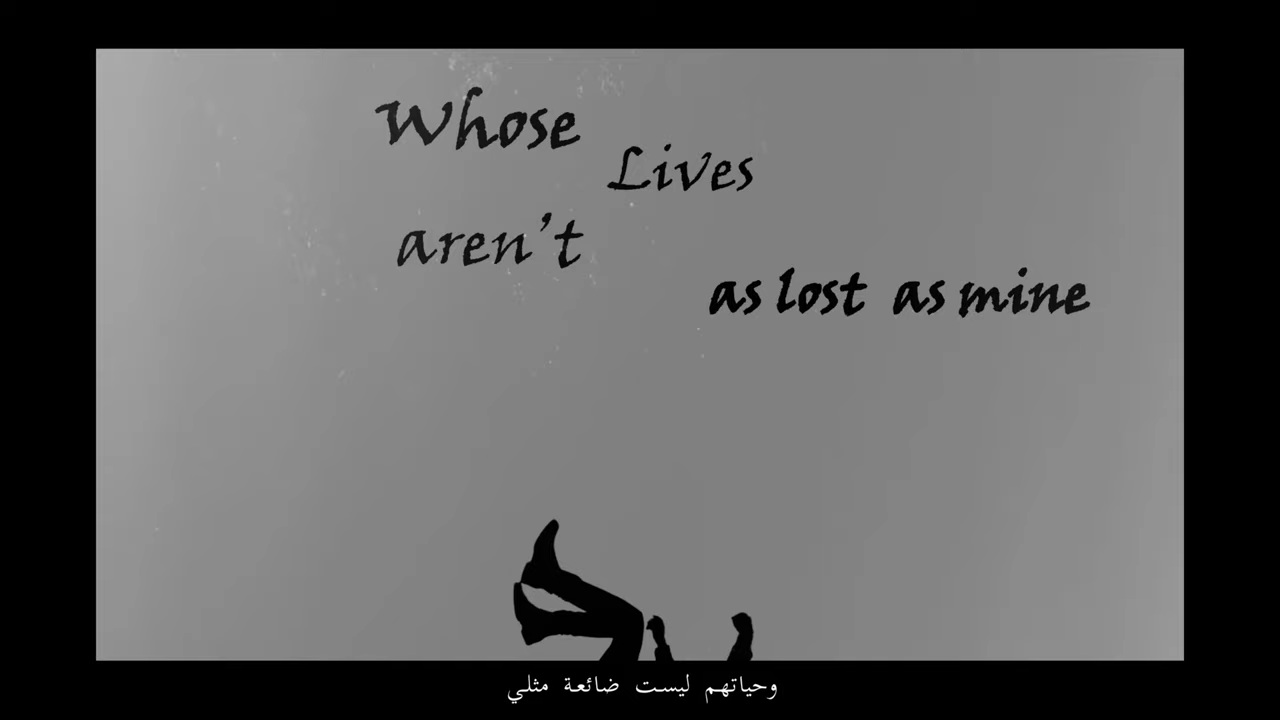 Whose
Lives
aren't
as lost as mine
وحياتهم ليست ضائعة مثلي